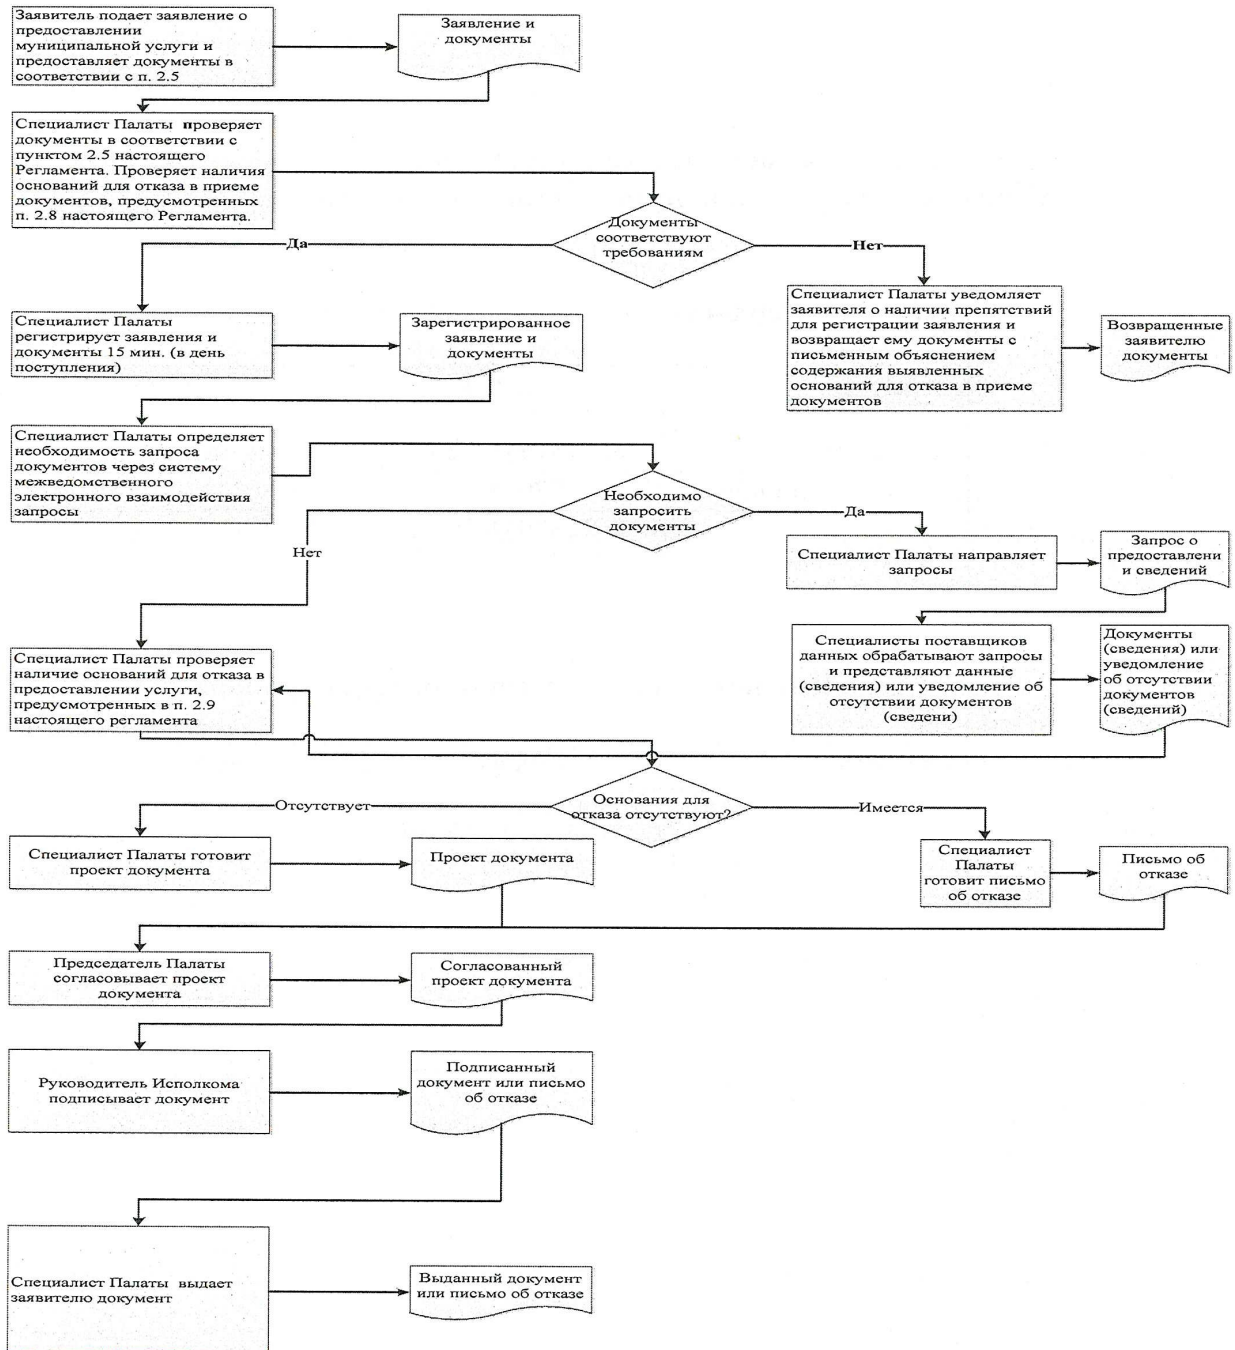 Заявитель подает заявление о
предоставлении
муниципальной услуги и
предоставляет документы в
соответствии с п. 2.5
Заявление и
документы
Специалист Палаты проверяет
документы в соответствии с
пунктом 2.5 настоящего
Регламента. Проверяет наличия
оснований для отказа в приеме
документов, предусмотренных
п. 2.8 настоящего Регламента.
Документы
соответствуют
требованиям
Да
Нет
Специалист Палаты
регистрирует заявления и
документы 15 мин. (в день
поступления)
Зарегистрированное
заявление и
документы
Специалист Палаты уведомляет
заявителя о наличии препятствий
для регистрации заявления и
возвращает ему документы с
письменным объяснением
содержания выявленных
оснований для отказа в приеме
документов
Возвращенные
заявителю
документы
Специалист Палаты определяет
необходимость запроса
документов через систему
межведомственного
электронного взаимодействия
запросы
Необходимо
запросить
документы
Да
Нет
Специалист Палаты направляет
запросы
Запрос о
предоставлени
и сведений
Специалисты поставщиков
данных обрабатывают запросы
и представляют данные
(сведения) или уведомление об
отсутствии документов
(сведени)
Документы
(сведения) или
уведомление
об отсутствии
документов
(сведений)
Специалист Палаты проверяет
наличие оснований для отказа в
предоставлении услуги,
предусмотренных в п. 2.9
настоящего регламента
Основания для
отказа отсутствуют?
Отсутствует
Имеется
Специалист Палаты готовит
проект документа
Проект документа
Специалист
Палаты
готовит письмо
об отказе
Письмо об
отказе
Председатель Палаты
согласовывает проект
документа
Согласованный
проект документа
Руководитель Исполкома
подписывает документ
Подписанный
документ или письмо
об отказе
Специалист Палаты выдает
заявителю документ
Выданный документ
или письмо об отказе